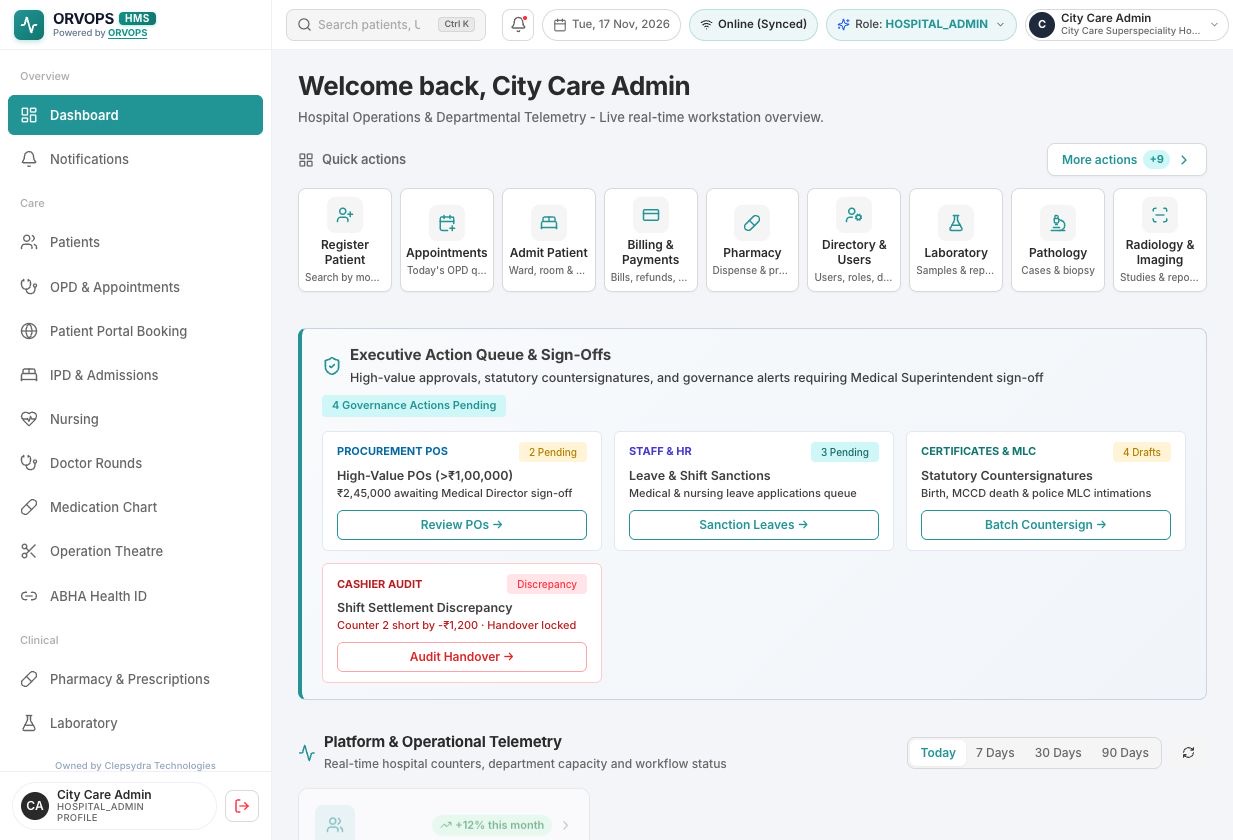 ORVOPS HMS
Powered by ORVOPS
Search patients, U
Ctrl K
Tue, 17 Nov, 2026
Online (Synced)
Role: HOSPITAL_ADMIN
C
City Care Admin
City Care Superspeciality Ho...
Overview
Dashboard
Notifications
Care
Patients
OPD & Appointments
Patient Portal Booking
IPD & Admissions
Nursing
Doctor Rounds
Medication Chart
Operation Theatre
ABHA Health ID
Clinical
Pharmacy & Prescriptions
Laboratory
Owned by Clepsydra Technologies
CA
City Care Admin
HOSPITAL_ADMIN
PROFILE
Welcome back, City Care Admin
Hospital Operations & Departmental Telemetry - Live real-time workstation overview.
Quick actions
More actions +9
Register
Patient
Search by mo...
Appointments
Today's OPD q...
Admit Patient
Ward, room & ...
Billing &
Payments
Bills, refunds, ...
Pharmacy
Dispense & pr...
Directory &
Users
Users, roles, d...
Laboratory
Samples & rep...
Pathology
Cases & biopsy
Radiology &
Imaging
Studies & repo...
Executive Action Queue & Sign-Offs
High-value approvals, statutory countersignatures, and governance alerts requiring Medical Superintendent sign-off
4 Governance Actions Pending
PROCUREMENT POS
2 Pending
High-Value POs (>₹1,00,000)
₹2,45,000 awaiting Medical Director sign-off
Review POs →
STAFF & HR
3 Pending
Leave & Shift Sanctions
Medical & nursing leave applications queue
Sanction Leaves →
CERTIFICATES & MLC
4 Drafts
Statutory Countersignatures
Birth, MCCD death & police MLC intimations
Batch Countersign →
CASHIER AUDIT
Discrepancy
Shift Settlement Discrepancy
Counter 2 short by -₹1,200 · Handover locked
Audit Handover →
Platform & Operational Telemetry
Real-time hospital counters, department capacity and workflow status
Today
7 Days
30 Days
90 Days
+12% this month